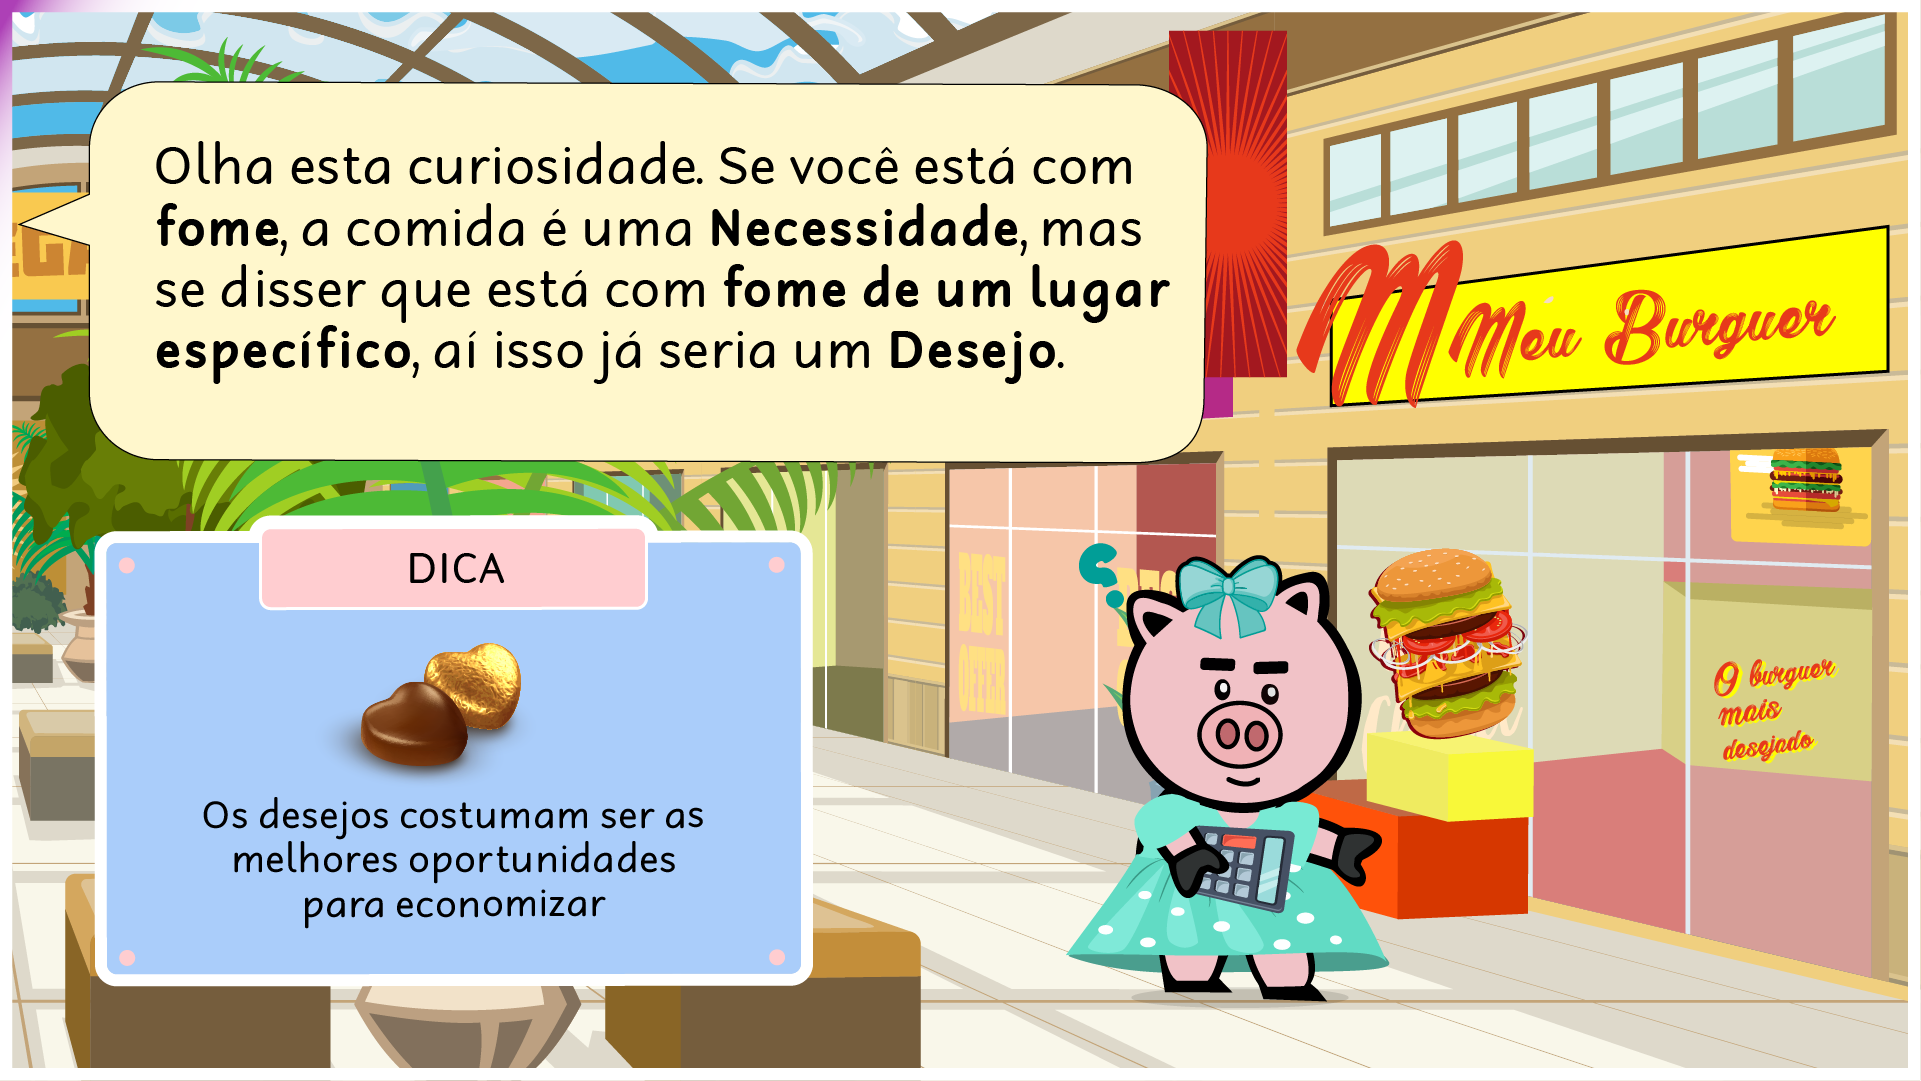 Olha esta curiosidade. Se você está com
fome, a comida é uma Necessidade, mas
se disser que está com fome de um lugar
específico, aí isso já seria um Desejo.
M Meu Burguer
DICA
BEST
OFFER
O burguer
mais
desejado
Os desejos costumam ser as
melhores oportunidades
para economizar